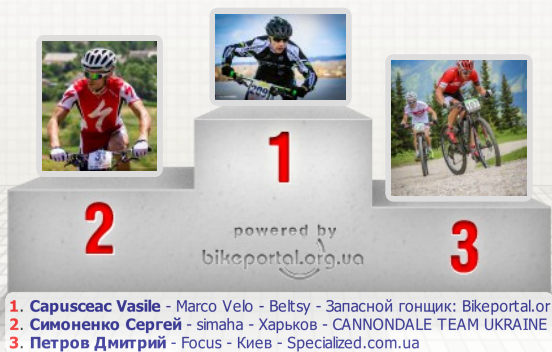 1
2
3
powered by
bikeportal.org.ua
1. Capusceac Vasile - Marco Velo - Beltsy - Запасной гонщик: Bikeportal.or
2. Симоненко Сергей - simaha - Харьков - CANNONDALE TEAM UKRAINE
3. Петров Дмитрий - Focus - Киев - Specialized.com.ua